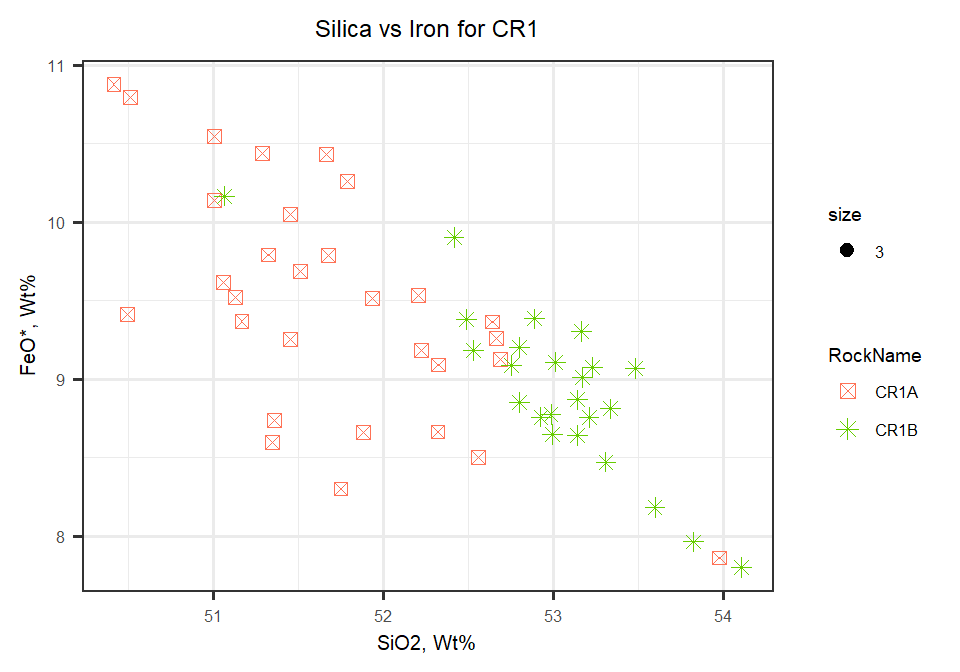 Silica vs Iron for CR1
11
10
9
8
FeO*, Wt%
51
52
53
54
SiO2, Wt%
size
3
RockName
CR1A
CR1B